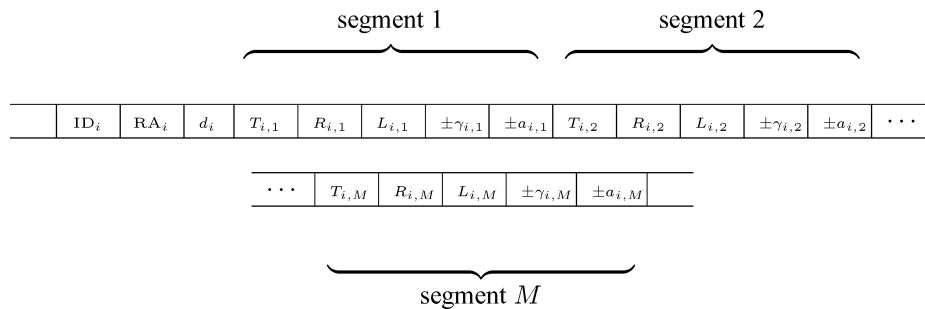 segment 1 segment 2
ID_i RA_i d_i T_{i,1} R_{i,1} L_{i,1} ±γ_{i,1} ±a_{i,1} T_{i,2} R_{i,2} L_{i,2} ±γ_{i,2} ±a_{i,2} ···
··· T_{i,M} R_{i,M} L_{i,M} ±γ_{i,M} ±a_{i,M}
segment M